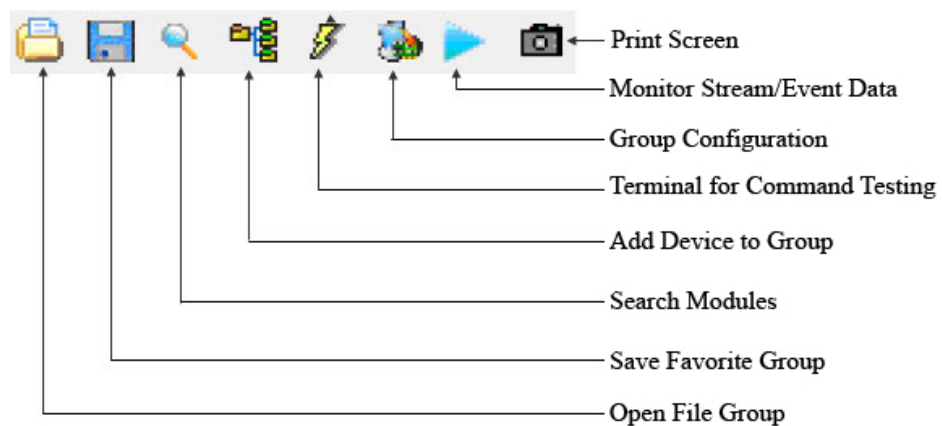 Print Screen
Monitor Stream/Event Data
Group Configuration
Terminal for Command Testing
Add Device to Group
Search Modules
Save Favorite Group
Open File Group